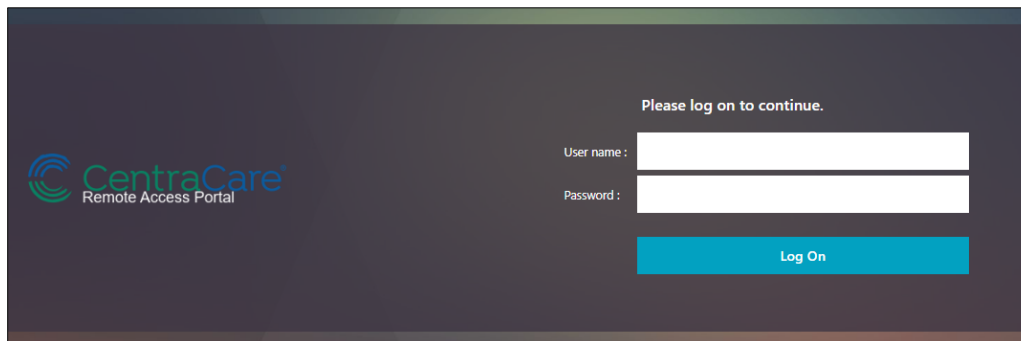 CentraCare®
Remote Access Portal
Please log on to continue.
User name :
Password :
Log On